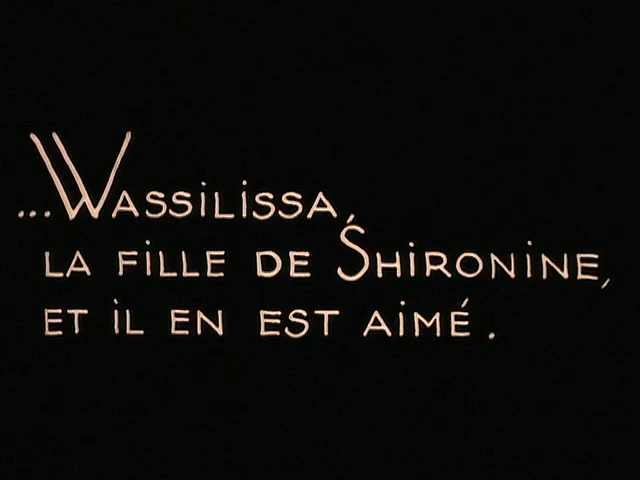 ...WASSiLiSSA,
LA FiLLE DE SHiRONiNE,
ET iL EN EST AiMÉ.